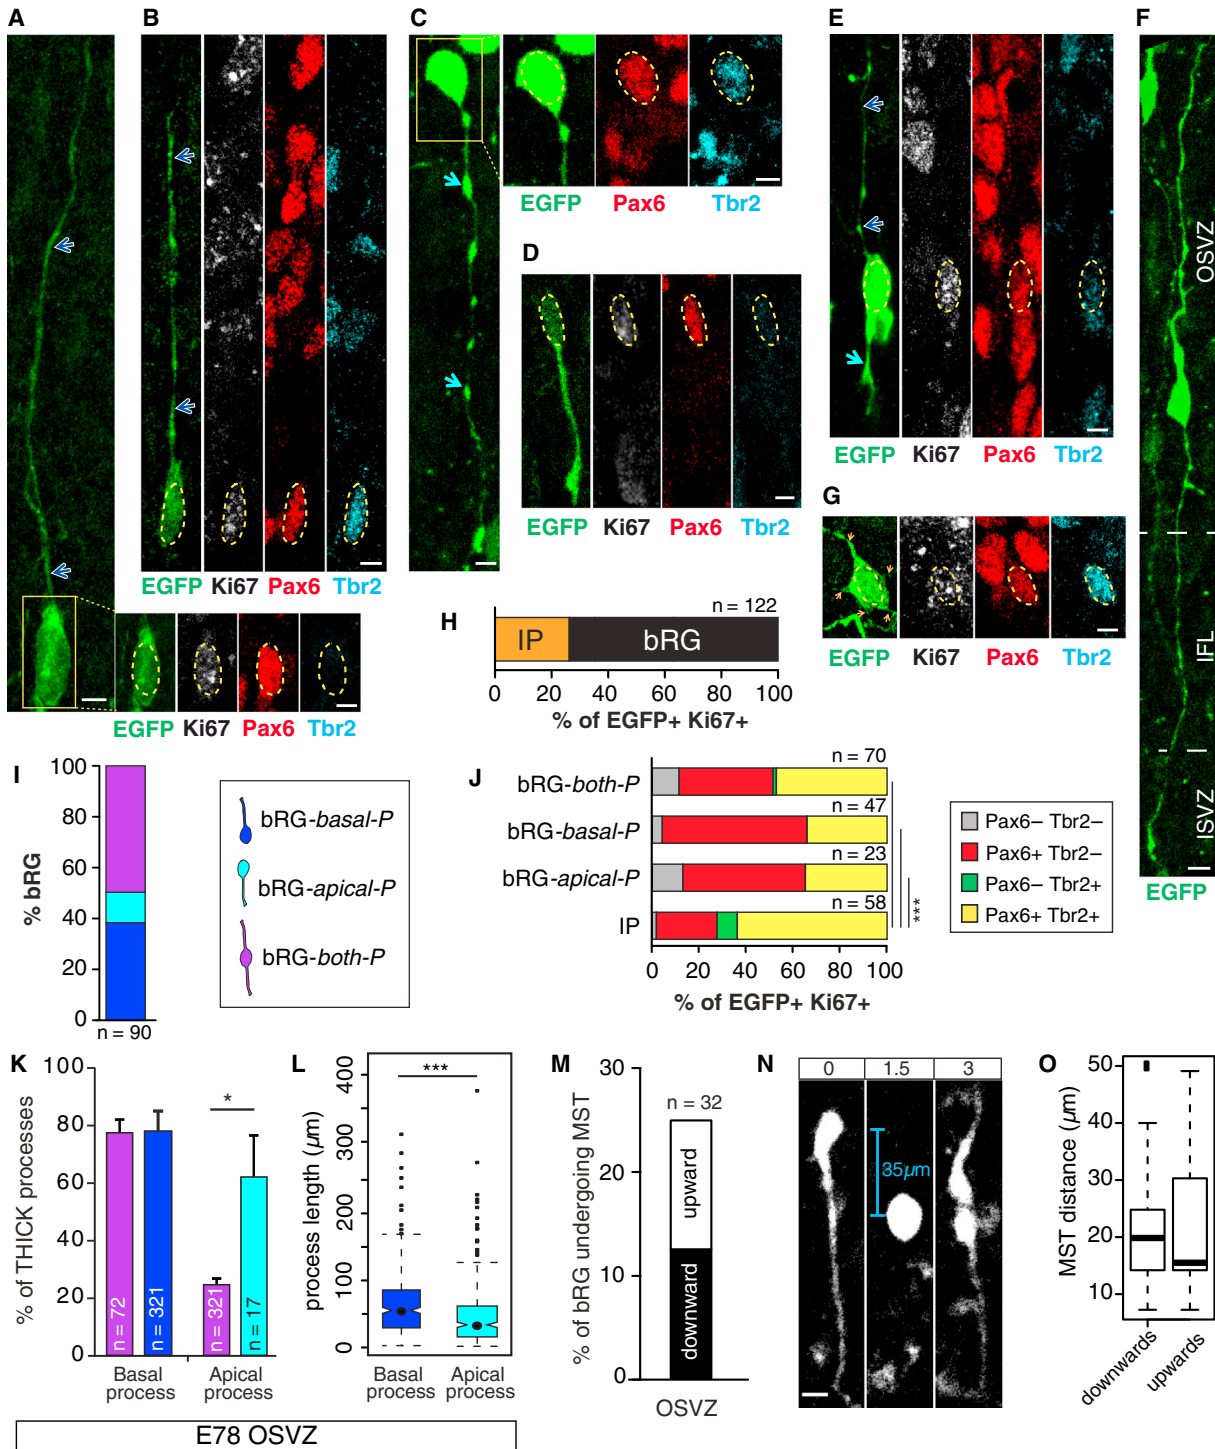 A
B
C
D
E
F
G
H
I
J
K
L
M
N
O
EGFP Ki67 Pax6 Tbr2
EGFP Ki67 Pax6 Tbr2
EGFP Pax6 Tbr2
EGFP Ki67 Pax6 Tbr2
EGFP Ki67 Pax6 Tbr2
EGFP Ki67 Pax6 Tbr2
OSVZ
IFL
ISVZ
EGFP
n = 122
IP bRG
0 20 40 60 80 100
% of EGFP+ Ki67+
100
80
60
40
20
0
% bRG
n = 90
bRG-basal-P
bRG-apical-P
bRG-both-P
n = 70
bRG-both-P
n = 47
bRG-basal-P
n = 23
bRG-apical-P
n = 58
IP
***
0 20 40 60 80 100
% of EGFP+ Ki67+
Pax6– Tbr2–
Pax6+ Tbr2–
Pax6– Tbr2+
Pax6+ Tbr2+
100
80
60
40
20
0
% of THICK processes
*
n = 72
n = 321
n = 321
n = 17
Basal process
Apical process
400
300
200
100
0
process length (µm)
***
Basal process
Apical process
E78 OSVZ
30
20
10
0
% of bRG undergoing MST
n = 32
upward
downward
OSVZ
0 1.5 3
35µm
50
40
30
20
10
MST distance (µm)
downwards
upwards